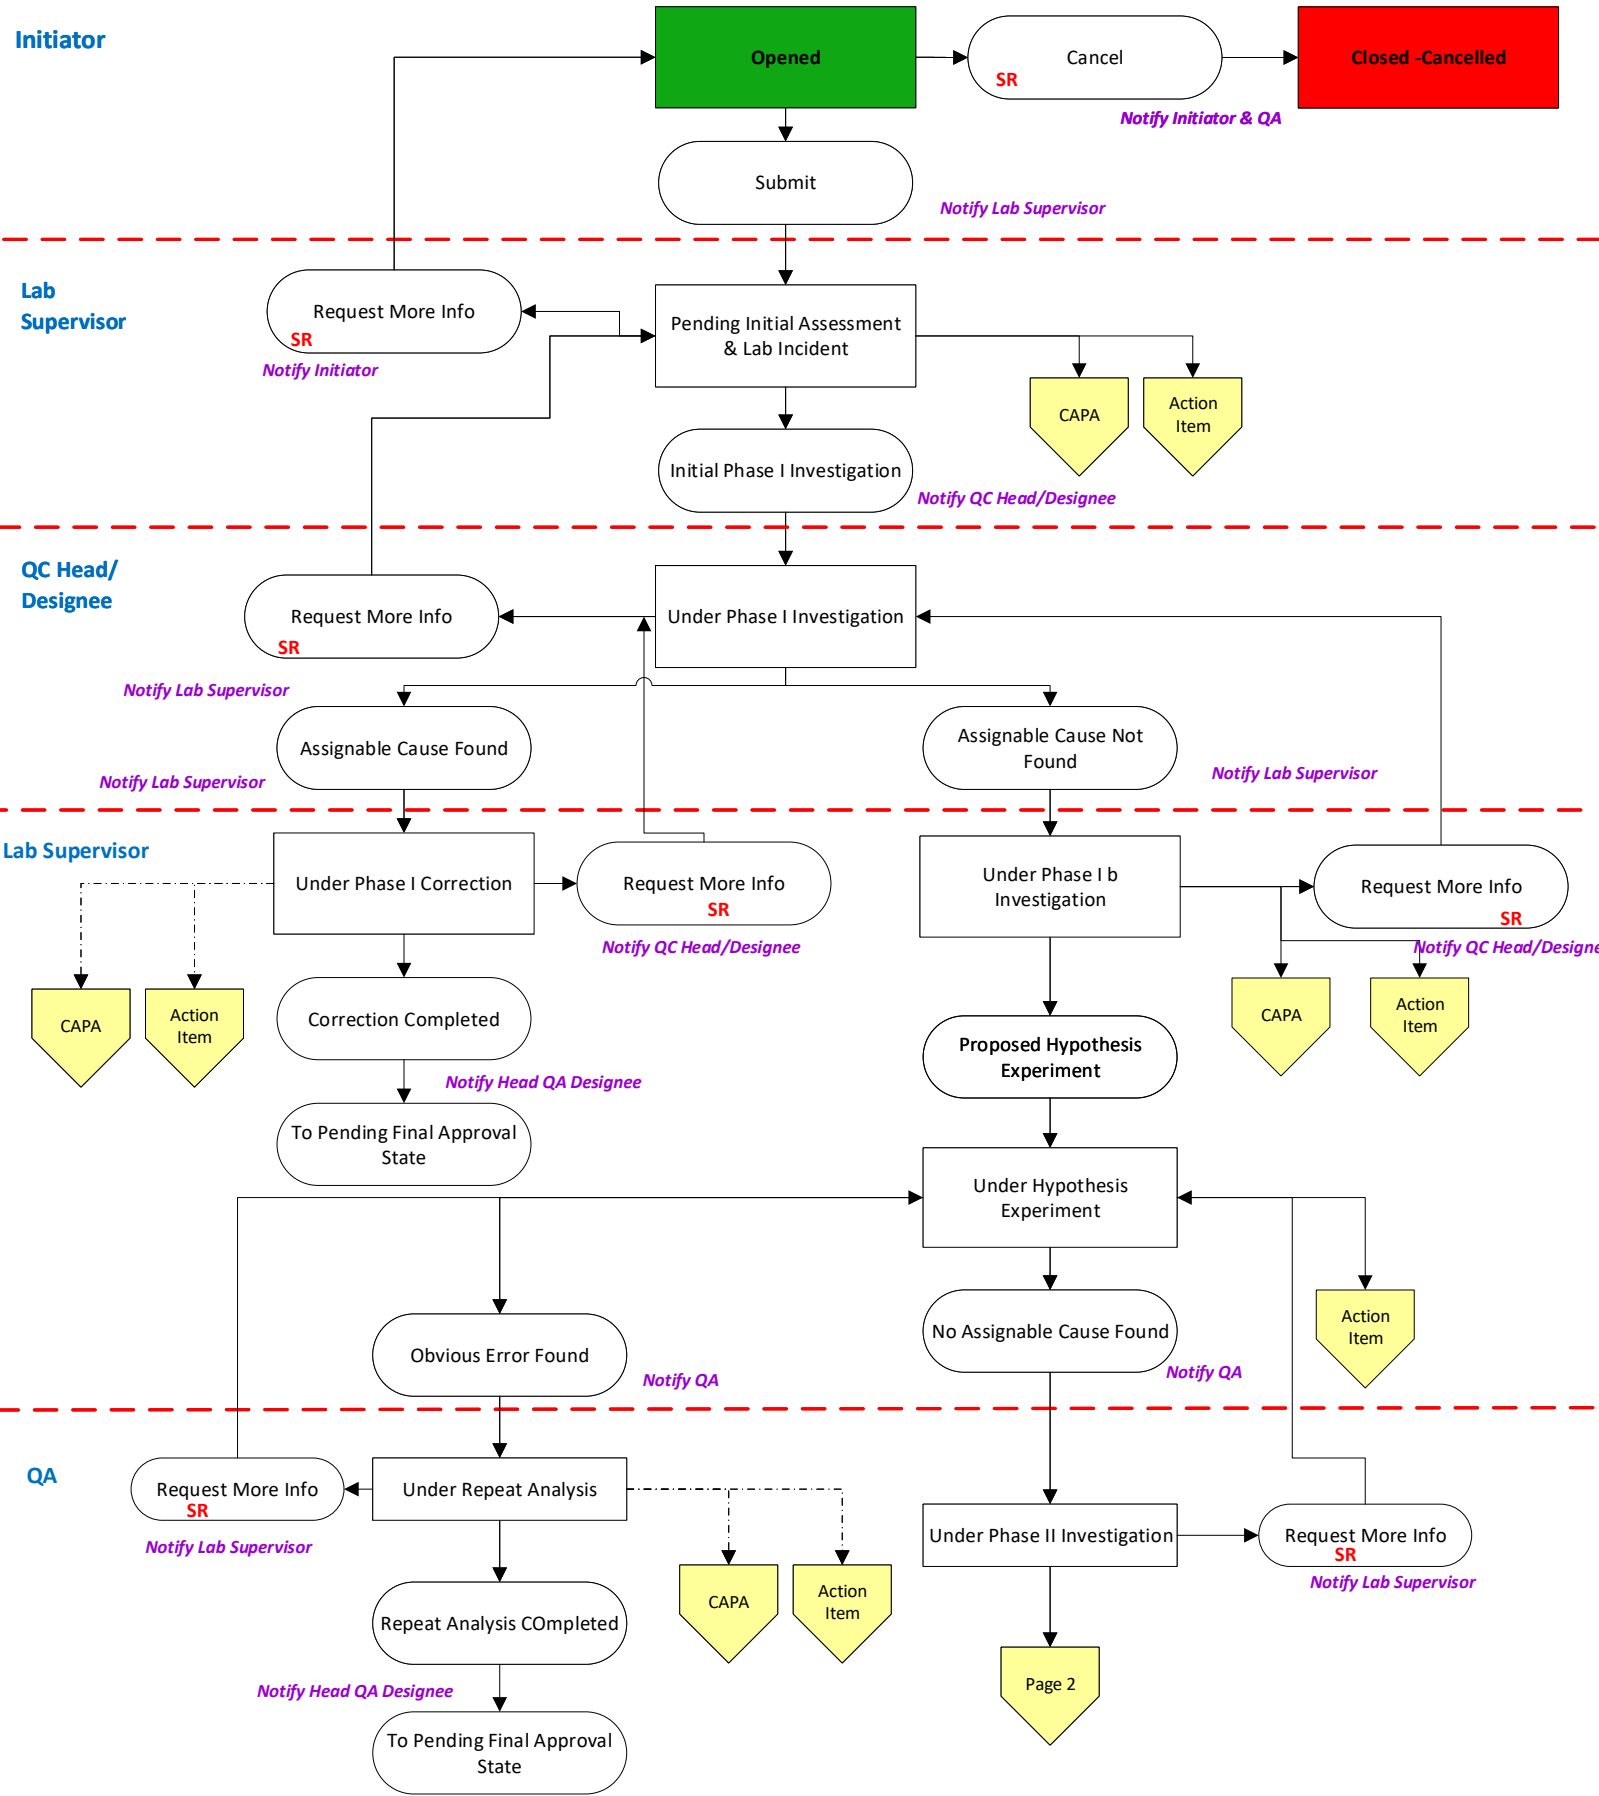 Initiator
Opened
Cancel
SR
Closed -Cancelled
Notify Initiator & QA
Submit
Notify Lab Supervisor
Lab
Supervisor
Request More Info
SR
Notify Initiator
Pending Initial Assessment
& Lab Incident
CAPA
Action
Item
Initial Phase I Investigation
Notify QC Head/Designee
QC Head/
Designee
Request More Info
SR
Under Phase I Investigation
Notify Lab Supervisor
Assignable Cause Found
Notify Lab Supervisor
Assignable Cause Not
Found
Notify Lab Supervisor
Lab Supervisor
Under Phase I Correction
Request More Info
SR
Notify QC Head/Designee
Under Phase I b
Investigation
Request More Info
SR
Notify QC Head/Designe
CAPA
Action
Item
Correction Completed
CAPA
Action
Item
Proposed Hypothesis
Experiment
Notify Head QA Designee
To Pending Final Approval
State
Under Hypothesis
Experiment
Obvious Error Found
Notify QA
No Assignable Cause Found
Notify QA
Action
Item
QA
Request More Info
SR
Notify Lab Supervisor
Under Repeat Analysis
Under Phase II Investigation
Request More Info
SR
Notify Lab Supervisor
CAPA
Action
Item
Repeat Analysis COmpleted
Notify Head QA Designee
Page 2
To Pending Final Approval
State